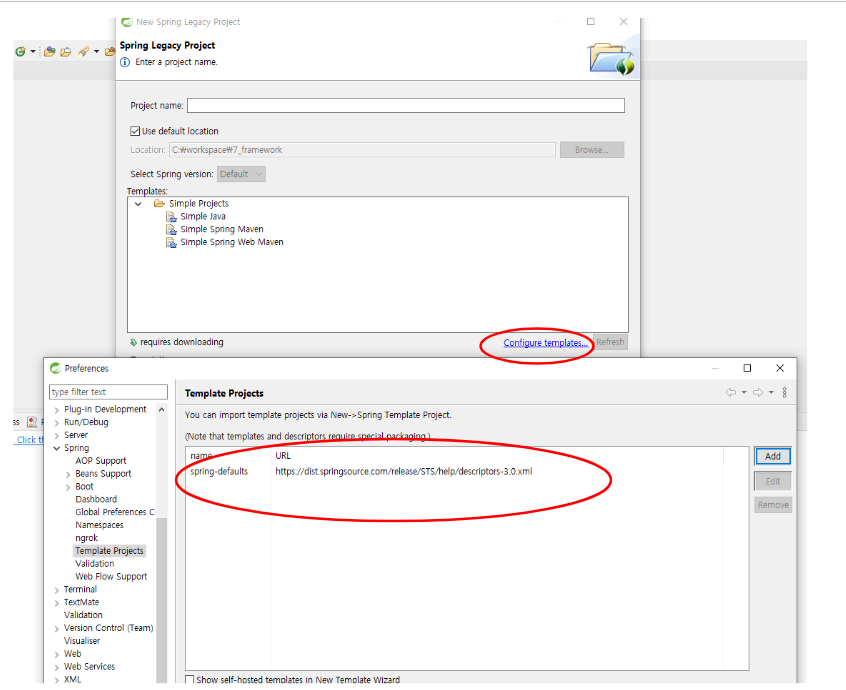 New Spring Legacy Project
Spring Legacy Project
Enter a project name.
Project name:
Use default location
Location: C:₩workspace₩7_framework Browse...
Select Spring version: Default
Templates:
Simple Projects
Simple Java
Simple Spring Maven
Simple Spring Web Maven
requires downloading Configure templates... Refresh
Preferences
type filter text
Plug-in Development
Run/Debug
Server
Spring
AOP Support
Beans Support
Boot
Dashboard
Global Preferences C
Namespaces
ngrok
Template Projects
Validation
Web Flow Support
Terminal
TextMate
Validation
Version Control (Team)
Visualiser
Web
Web Services
XML
Template Projects
You can import template projects via New->Spring Template Project.
(Note that templates and descriptors require special packaging.)
name URL
spring-defaults https://dist.springsource.com/release/STS/help/descriptors-3.0.xml
Add
Edit
Remove
Show self-hosted templates in New Template Wizard
ss
Click th